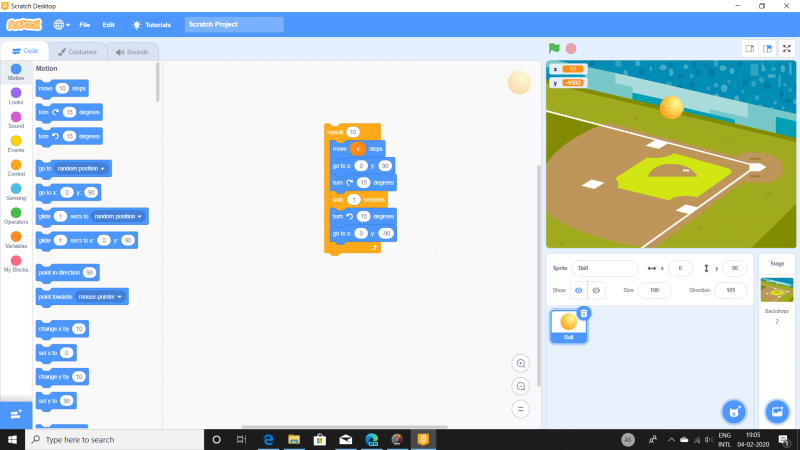 Scratch Desktop
SCRATCH File Edit Tutorials Scratch Project
Code Costumes Sounds
Motion
Looks
Sound
Events
Control
Sensing
Operators
Variables
My Blocks
Motion
move 10 steps
turn 15 degrees
turn 15 degrees
go to random position
go to x: 0 y: 90
glide 1 secs to random position
glide 1 secs to x: 0 y: 90
point in direction 90
point towards mouse-pointer
change x by 10
set x to 0
change y by 10
set y to 90
repeat 10
move x steps
go to x: 0 y: 90
turn 15 degrees
wait 1 seconds
turn 15 degrees
go to x: 0 y: -90
x 10
y -4860
Sprite Ball x 0 y 90
Show Size 100 Direction 105
Ball
Stage
Backdrops
2
Type here to search
AS
ENG
INTL
19:05
04-02-2020
1